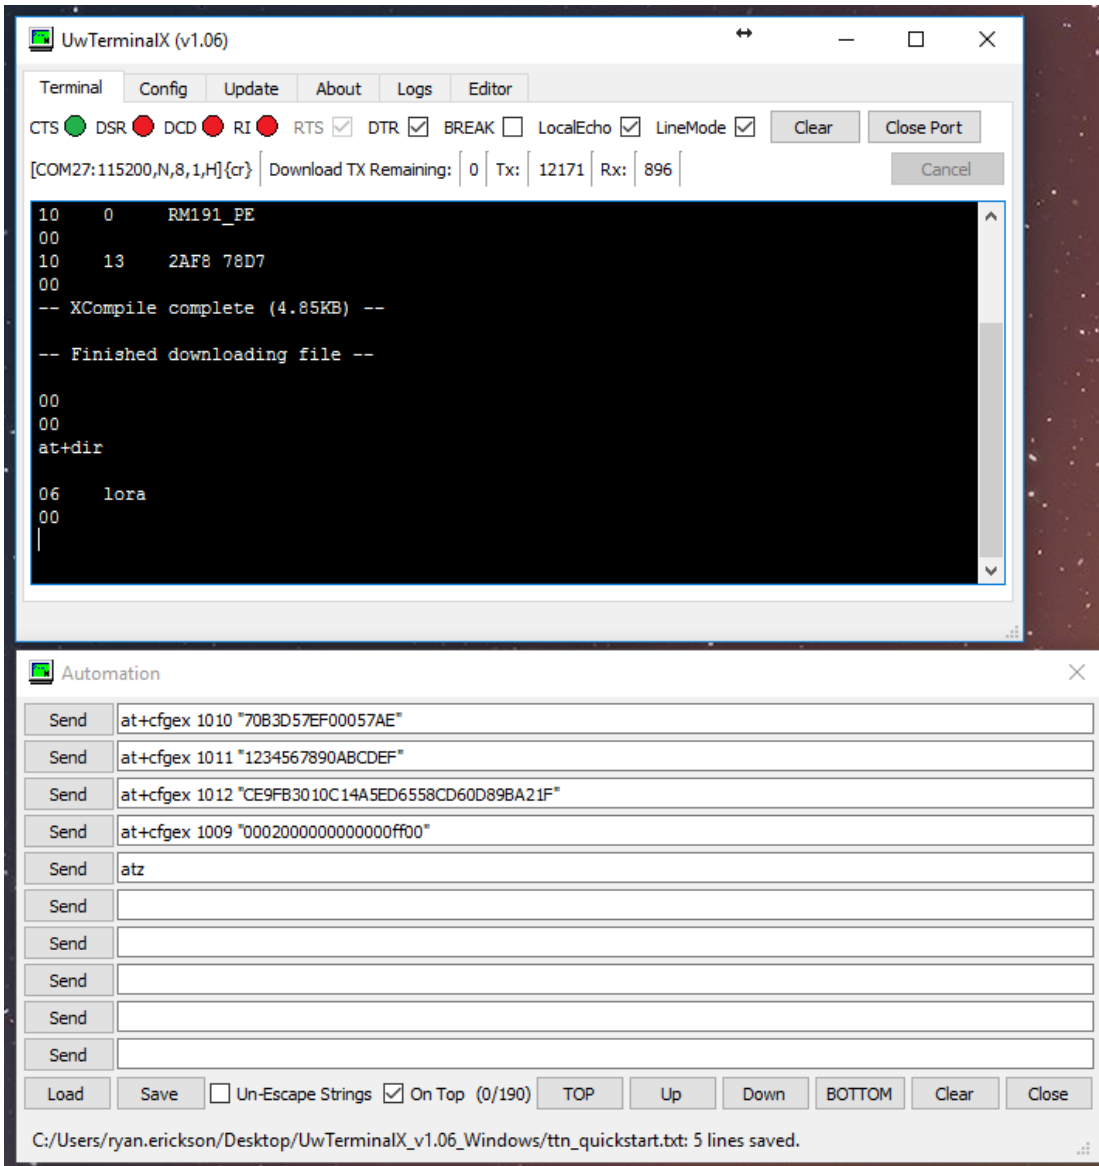 UwTerminalX (v1.06)
Terminal Config Update About Logs Editor
CTS DSR DCD RI RTS DTR BREAK LocalEcho LineMode Clear Close Port
[COM27:115200,N,8,1,H]{cr} Download TX Remaining: 0 Tx: 12171 Rx: 896 Cancel
10 0 RM191_PE
00
10 13 2AF8 78D7
00
-- XCompile complete (4.85KB) --
-- Finished downloading file --
00
00
at+dir
06 lora
00
Automation
Send at+cfgex 1010 "70B3D57EF00057AE"
Send at+cfgex 1011 "1234567890ABCDEF"
Send at+cfgex 1012 "CE9FB3010C14A5ED6558CD60D89BA21F"
Send at+cfgex 1009 "0002000000000000ff00"
Send atz
Send
Send
Send
Send
Send
Load Save Un-Escape Strings On Top (0/190) TOP Up Down BOTTOM Clear Close
C:/Users/ryan.erickson/Desktop/UwTerminalX_v1.06_Windows/ttn_quickstart.txt: 5 lines saved.